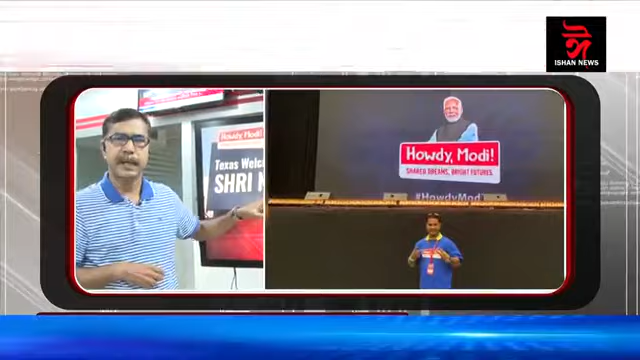 ঈ
ISHAN NEWS
Howdy, Modi!
Texas Welc
SHRI
Howdy, Modi!
SHARED DREAMS, BRIGHT FUTURES.
#HowdyMod